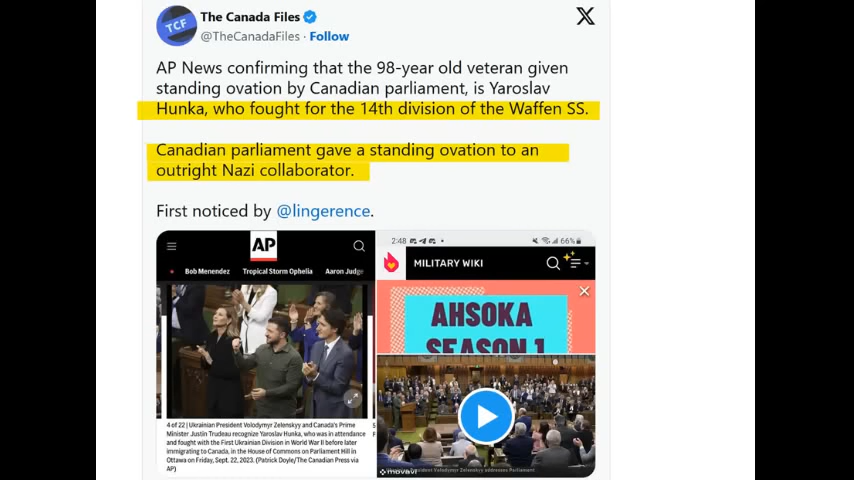 The Canada Files
TCF
@TheCanadaFiles · Follow
X
AP News confirming that the 98-year old veteran given
standing ovation by Canadian parliament, is Yaroslav
Hunka, who fought for the 14th division of the Waffen SS.
Canadian parliament gave a standing ovation to an
outright Nazi collaborator.
First noticed by @lingerence.
AP
Bob Menendez Tropical Storm Ophelia Aaron Judge
4 of 22 | Ukrainian President Volodymyr Zelenskyy and Canada's Prime
Minister Justin Trudeau recognize Yaroslav Hunka, who was in attendance
and fought with the First Ukrainian Division in World War II before later
immigrating to Canada, in the House of Commons on Parliament Hill in
Ottawa on Friday, Sept. 22, 2023. (Patrick Doyle/The Canadian Press via
AP)
2:48
66%
MILITARY WIKI
AHSOKA
SEASON 1
movavi
President Volodymyr Zelenskyy addresses Parliament